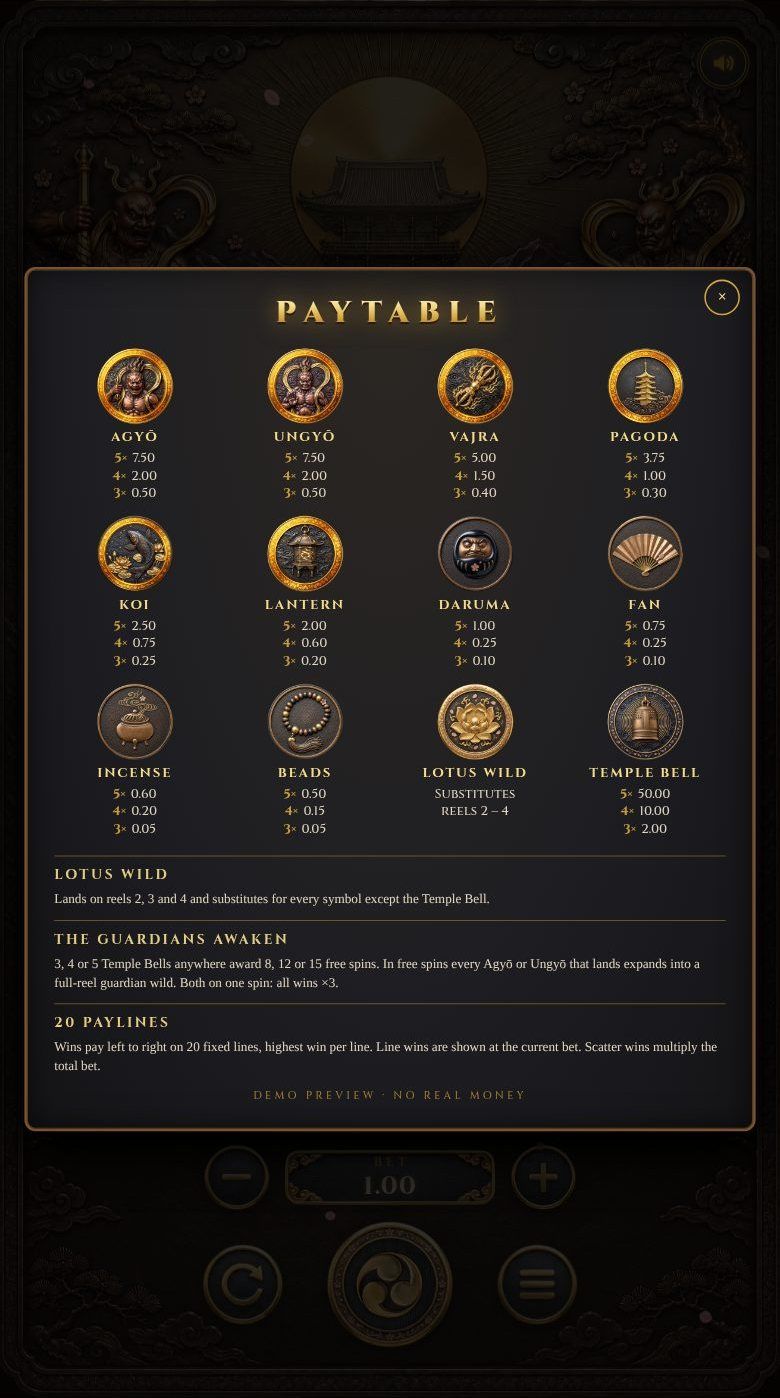 PAYTABLE
×
AGYŌ
5× 7.50
4× 2.00
3× 0.50
UNGYŌ
5× 7.50
4× 2.00
3× 0.50
VAJRA
5× 5.00
4× 1.50
3× 0.40
PAGODA
5× 3.75
4× 1.00
3× 0.30
KOI
5× 2.50
4× 0.75
3× 0.25
LANTERN
5× 2.00
4× 0.60
3× 0.20
DARUMA
5× 1.00
4× 0.25
3× 0.10
FAN
5× 0.75
4× 0.25
3× 0.10
INCENSE
5× 0.60
4× 0.20
3× 0.05
BEADS
5× 0.50
4× 0.15
3× 0.05
LOTUS WILD
SUBSTITUTES
REELS 2 – 4
TEMPLE BELL
5× 50.00
4× 10.00
3× 2.00
LOTUS WILD
Lands on reels 2, 3 and 4 and substitutes for every symbol except the Temple Bell.
THE GUARDIANS AWAKEN
3, 4 or 5 Temple Bells anywhere award 8, 12 or 15 free spins. In free spins every Agyō or Ungyō that lands expands into a
full-reel guardian wild. Both on one spin: all wins ×3.
20 PAYLINES
Wins pay left to right on 20 fixed lines, highest win per line. Line wins are shown at the current bet. Scatter wins multiply the
total bet.
DEMO PREVIEW · NO REAL MONEY
BET
1.00